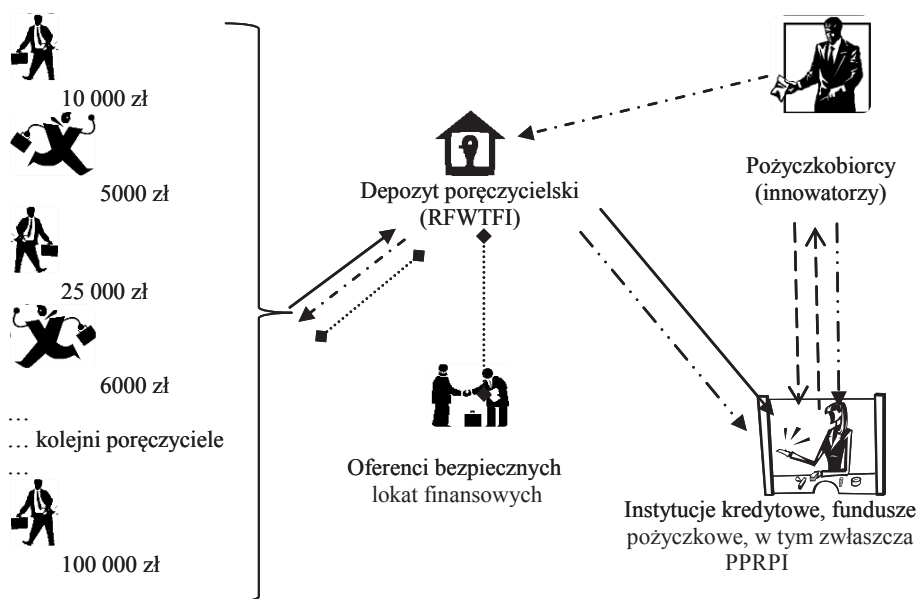 10 000 zł
5000 zł
25 000 zł
6000 zł
…
… kolejni poręczyciele
…
100 000 zł
Depozyt poręczycielski
(RFWTFI)
Oferenci bezpiecznych
lokat finansowych
Pożyczkobiorcy
(innowatorzy)
Instytucje kredytowe, fundusze
pożyczkowe, w tym zwłaszcza
PPRPI